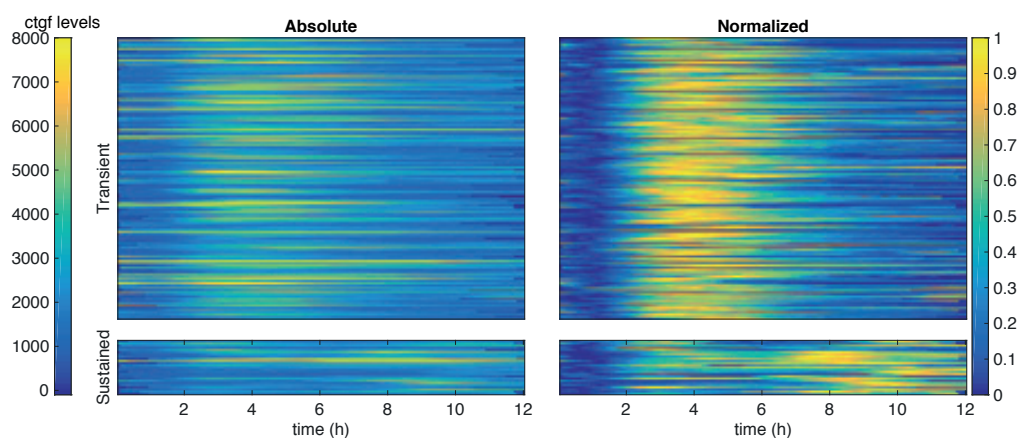 ctgf levels
Absolute
Normalized
8000
7000
6000
5000
4000
3000
2000
1000
0
Transient
Sustained
1
0.9
0.8
0.7
0.6
0.5
0.4
0.3
0.2
0.1
0
2 4 6 8 10 12
time (h)
2 4 6 8 10 12
time (h)